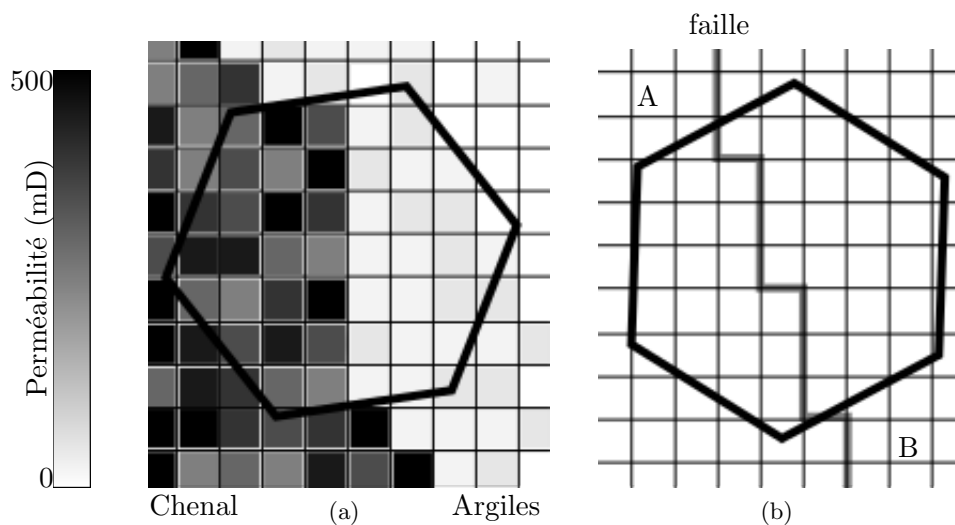 faille
500
Perméabilité (mD)
0
A
B
Chenal
(a)
Argiles
(b)